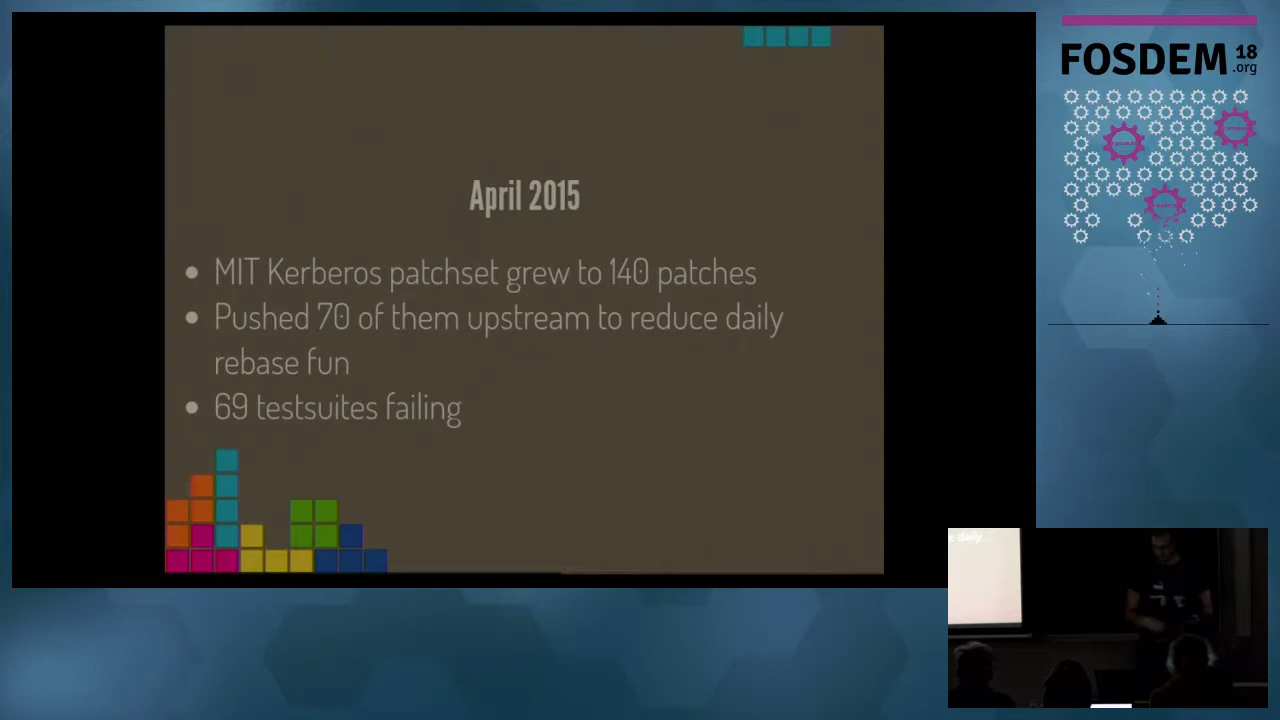 April 2015
MIT Kerberos patchset grew to 140 patches
Pushed 70 of them upstream to reduce daily
rebase fun
69 testsuites failing
FOSDEM 18
.org
e daily